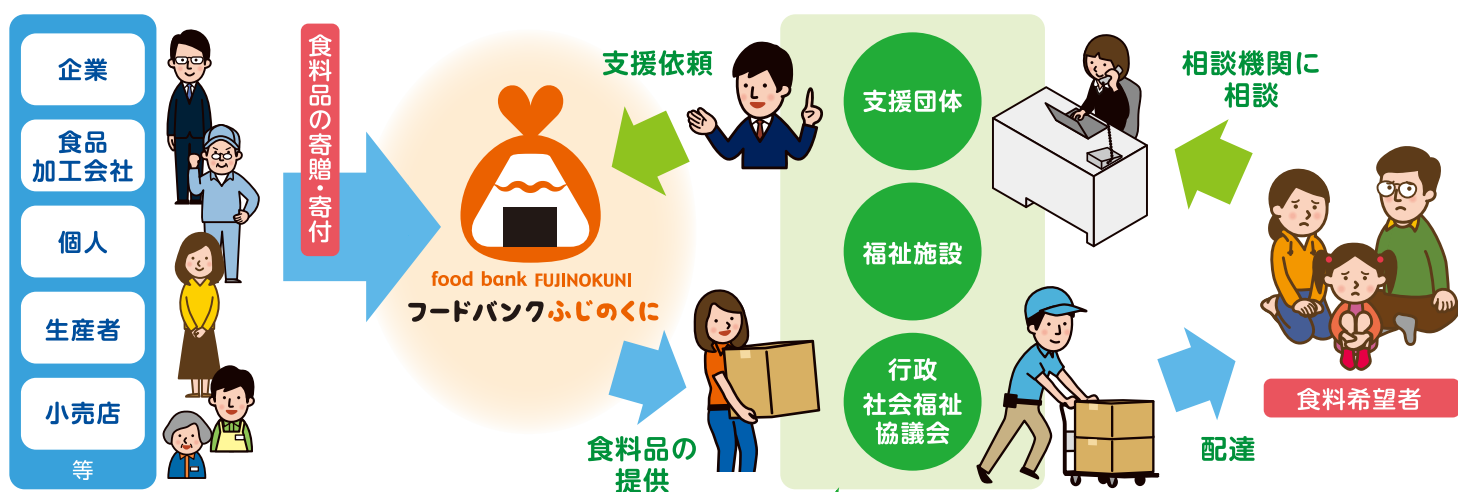 企業
食品
加工会社
個人
生産者
小売店
等
食料品の寄贈・寄付
food bank FUJINOKUNI
フードバンクふじのくに
支援依頼
食料品の
提供
支援団体
福祉施設
行政
社会福祉
協議会
相談機関に
相談
配達
食料希望者